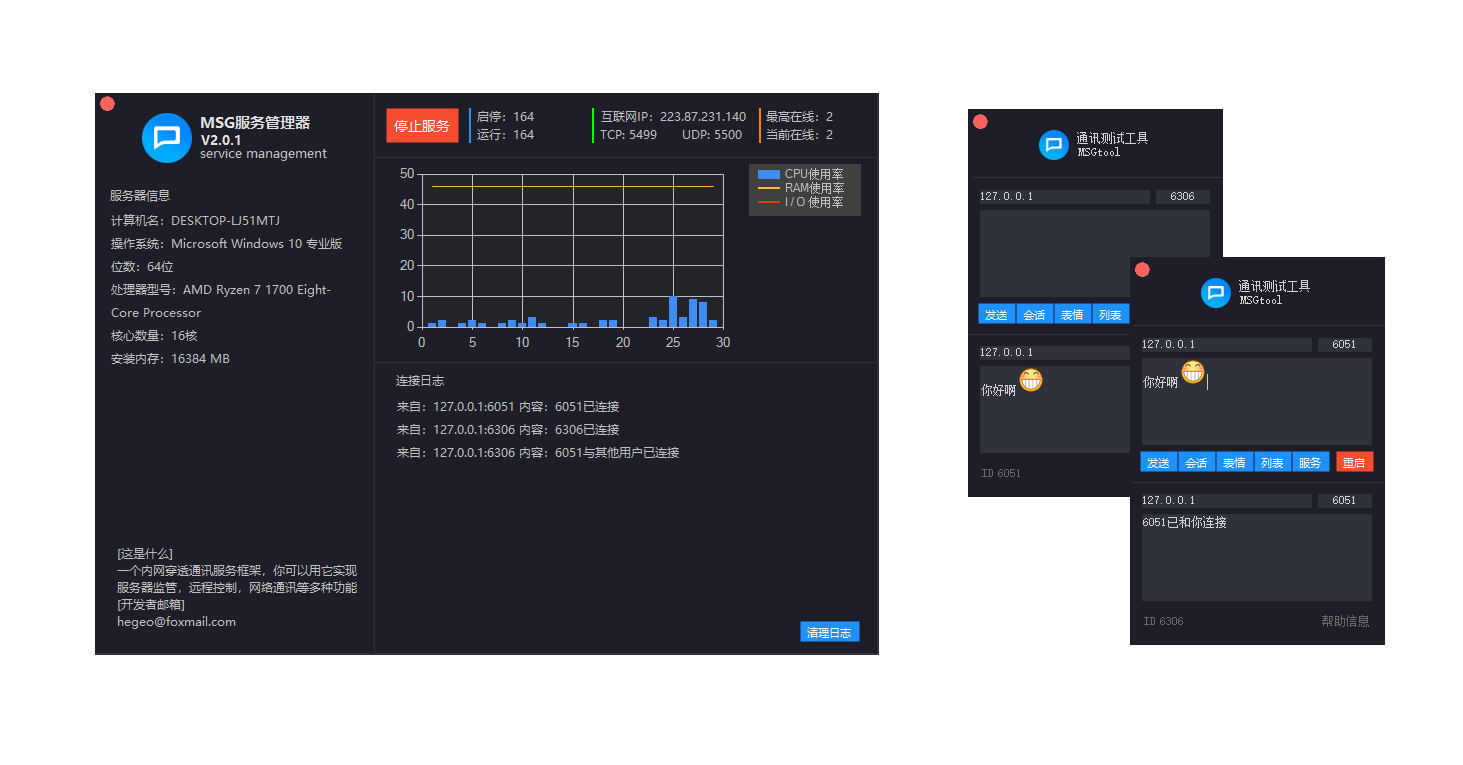 MSG服务管理器
V2.0.1
service management
服务器信息
计算机名：DESKTOP-LJ51MTJ
操作系统：Microsoft Windows 10 专业版
位数：64位
处理器型号：AMD Ryzen 7 1700 Eight-
Core Processor
核心数量：16核
安装内存：16384 MB
[这是什么]
一个内网穿透通讯服务框架，你可以用它实现
服务器监管，远程控制，网络通讯等多种功能
[开发者邮箱]
hegeo@foxmail.com
停止服务
启停：164
运行：164
互联网IP：223.87.231.140
TCP: 5499 UDP: 5500
最高在线：2
当前在线：2
50
40
30
20
10
0
0 5 10 15 20 25 30
CPU使用率
RAM使用率
I / O 使用率
连接日志
来自：127.0.0.1:6051 内容：6051已连接
来自：127.0.0.1:6306 内容：6306已连接
来自：127.0.0.1:6306 内容：6051与其他用户已连接
清理日志
通讯测试工具
MSGtool
127.0.0.1 6306
发送 会话 表情 列表
127.0.0.1
你好啊😁
ID 6051
通讯测试工具
MSGtool
127.0.0.1 6051
你好啊😁
发送 会话 表情 列表 服务 重启
127.0.0.1 6051
6051已和你连接
ID 6306 帮助信息